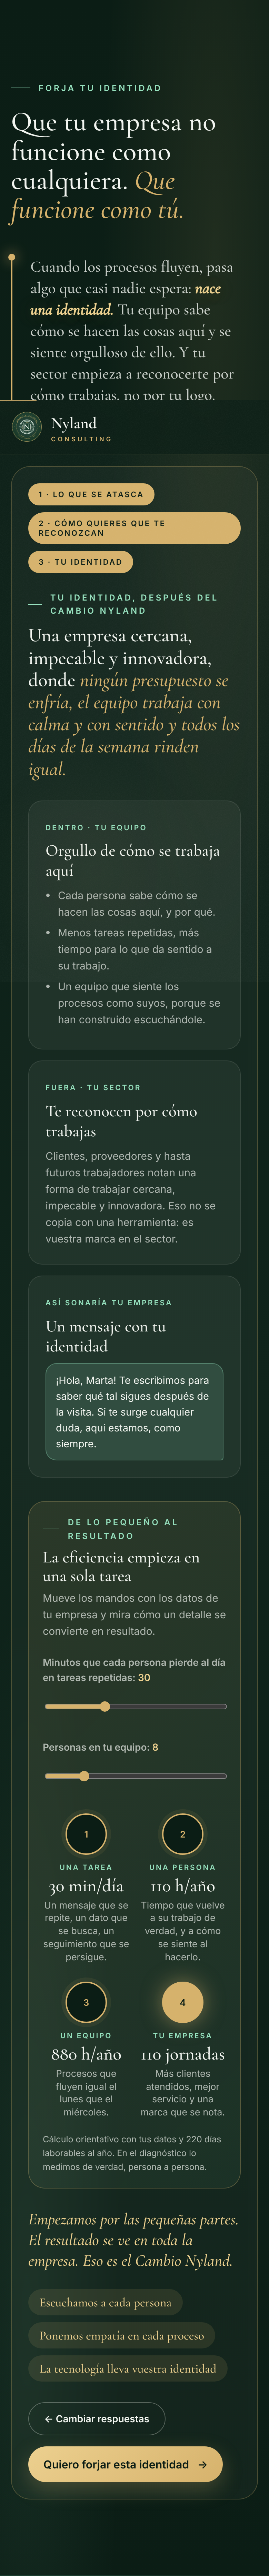 FORJA TU IDENTIDAD
Que tu empresa no
funcione como
cualquiera. Que
funcione como tú.
Cuando los procesos fluyen, pasa
algo que casi nadie espera: nace
una identidad. Tu equipo sabe
cómo se hacen las cosas aquí y se
siente orgulloso de ello. Y tu
sector empieza a reconocerte por
cómo trabajas, no por tu logo.
Nyland
CONSULTING
1 · LO QUE SE ATASCA
2 · CÓMO QUIERES QUE TE
RECONOZCAN
3 · TU IDENTIDAD
TU IDENTIDAD, DESPUÉS DEL
CAMBIO NYLAND
Una empresa cercana,
impecable y innovadora,
donde ningún presupuesto se
enfría, el equipo trabaja con
calma y con sentido y todos los
días de la semana rinden
igual.
DENTRO · TU EQUIPO
Orgullo de cómo se trabaja
aquí
• Cada persona sabe cómo se
hacen las cosas aquí, y por qué.
• Menos tareas repetidas, más
tiempo para lo que da sentido a
su trabajo.
• Un equipo que siente los
procesos como suyos, porque se
han construido escuchándole.
FUERA · TU SECTOR
Te reconocen por cómo
trabajas
Clientes, proveedores y hasta
futuros trabajadores notan una
forma de trabajar cercana,
impecable y innovadora. Eso no se
copia con una herramienta: es
vuestra marca en el sector.
ASÍ SONARÍA TU EMPRESA
Un mensaje con tu
identidad
¡Hola, Marta! Te escribimos para
saber qué tal sigues después de
la visita. Si te surge cualquier
duda, aquí estamos, como
siempre.
DE LO PEQUEÑO AL
RESULTADO
La eficiencia empieza en
una sola tarea
Mueve los mandos con los datos de
tu empresa y mira cómo un detalle se
convierte en resultado.
Minutos que cada persona pierde al día
en tareas repetidas: 30
Personas en tu equipo: 8
1
UNA TAREA
30 min/día
Un mensaje que se
repite, un dato que
se busca, un
seguimiento que se
persigue.
2
UNA PERSONA
110 h/año
Tiempo que vuelve
a su trabajo de
verdad, y a cómo
se siente al
hacerlo.
3
UN EQUIPO
880 h/año
Procesos que
fluyen igual el
lunes que el
miércoles.
4
TU EMPRESA
110 jornadas
Más clientes
atendidos, mejor
servicio y una
marca que se nota.
Cálculo orientativo con tus datos y 220 días
laborables al año. En el diagnóstico lo
medimos de verdad, persona a persona.
Empezamos por las pequeñas partes.
El resultado se ve en toda la
empresa. Eso es el Cambio Nyland.
Escuchamos a cada persona
Ponemos empatía en cada proceso
La tecnología lleva vuestra identidad
← Cambiar respuestas
Quiero forjar esta identidad →